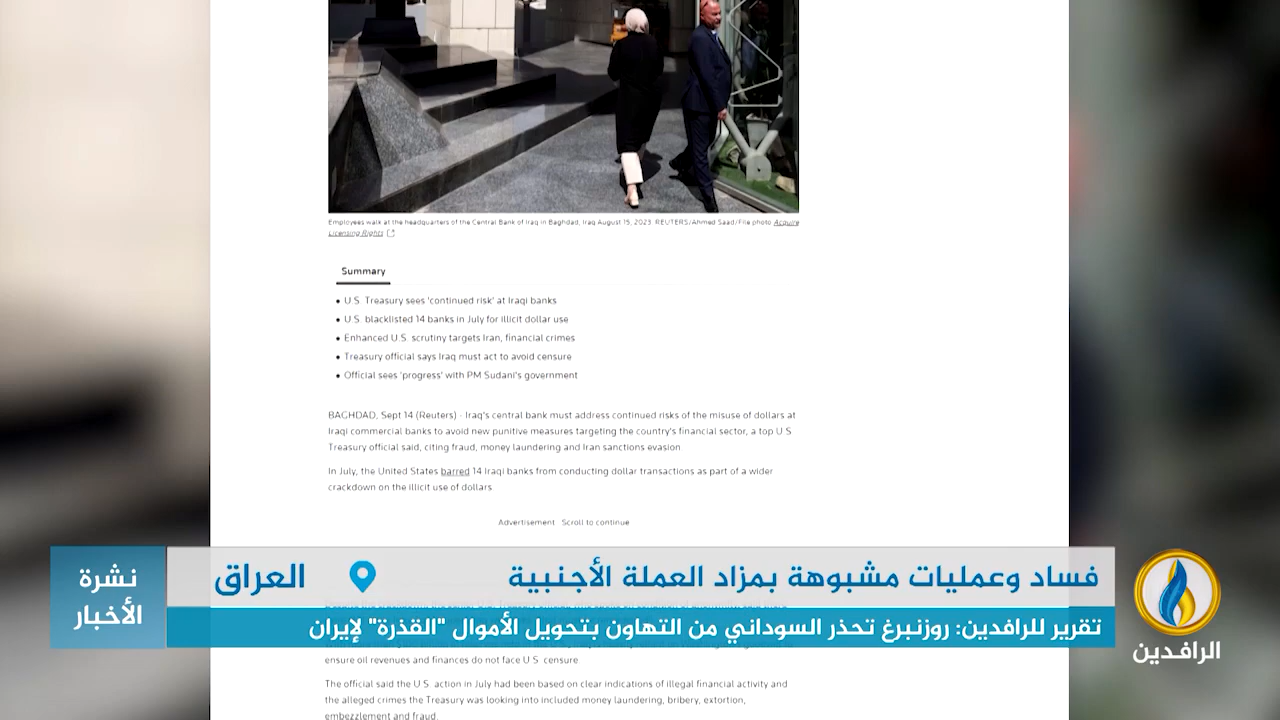 Employees walk at the headquarters of the Central Bank of Iraq in Baghdad, Iraq August 15, 2023. REUTERS/Ahmed Saad/File photo Acquire
Licensing Rights
Summary
• U.S. Treasury sees 'continued risk' at Iraqi banks
• U.S. blacklisted 14 banks in July for illicit dollar use
• Enhanced U.S. scrutiny targets Iran, financial crimes
• Treasury official says Iraq must act to avoid censure
• Official sees 'progress' with PM Sudani's government
BAGHDAD, Sept 14 (Reuters) - Iraq's central bank must address continued risks of the misuse of dollars at
Iraqi commercial banks to avoid new punitive measures targeting the country's financial sector, a top U.S.
Treasury official said, citing fraud, money laundering and Iran sanctions evasion
In July, the United States barred 14 Iraqi banks from conducting dollar transactions as part of a wider
crackdown on the illicit use of dollars
Advertisement Scroll to continue
فساد وعمليات مشبوهة بمزاد العملة الأجنبية
العراق
نشرة
الأخبار
تقرير للرافدين: روزنبرغ تحذر السوداني من التهاون بتحويل الأموال "القذرة" لإيران
الرافدين
ensure oil revenues and finances do not face U.S. censure.
The official said the U.S. action in July had been based on clear indications of illegal financial activity and
the alleged crimes the Treasury was looking into included money laundering, bribery, extortion,
embezzlement and fraud.